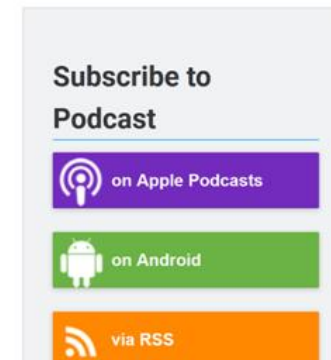 Subscribe to
Podcast
on Apple Podcasts
on Android
via RSS